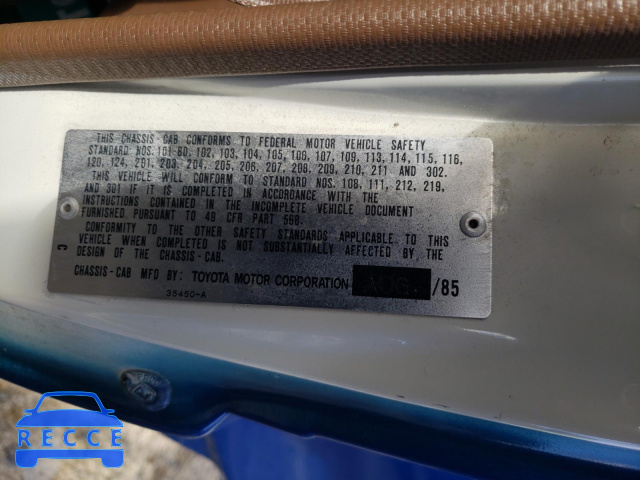 THIS CHASSIS CAB CONFORMS TO FEDERAL MOTOR VEHICLE SAFETY
STANDARD NOS. 101-80, 102, 103, 104, 105, 106, 107, 109, 113, 114, 115, 116,
120, 124, 201, 203, 204, 205, 206, 207, 208, 209, 210, 211 AND 302.
THIS VEHICLE WILL CONFORM TO STANDARD NOS. 108, 111, 212, 219,
AND 301 IF IT IS COMPLETED IN ACCORDANCE WITH THE
INSTRUCTIONS CONTAINED IN THE INCOMPLETE VEHICLE DOCUMENT
FURNISHED PURSUANT TO 49 CFR PART 568.
CONFORMITY TO THE OTHER SAFETY STANDARDS APPLICABLE TO THIS
VEHICLE WHEN COMPLETED IS NOT SUBSTANTIALLY AFFECTED BY, THE
DESIGN OF THE CHASSIS-CAB.
C
CHASSIS-CAB MFD BY: TOYOTA MOTOR CORPORATION AUG. /85
35450-A
RECCE